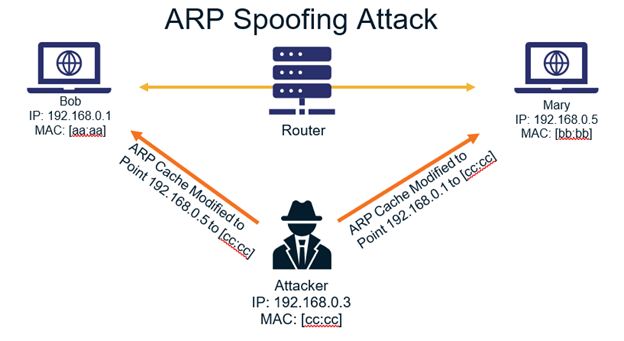 ARP Spoofing Attack
Bob
IP: 192.168.0.1
MAC: [aa:aa]
Router
Mary
IP: 192.168.0.5
MAC: [bb:bb]
ARP Cache Modified to
Point 192.168.0.5 to [cc:cc]
ARP Cache Modified to
Point 192.168.0.1 to [cc:cc]
Attacker
IP: 192.168.0.3
MAC: [cc:cc]